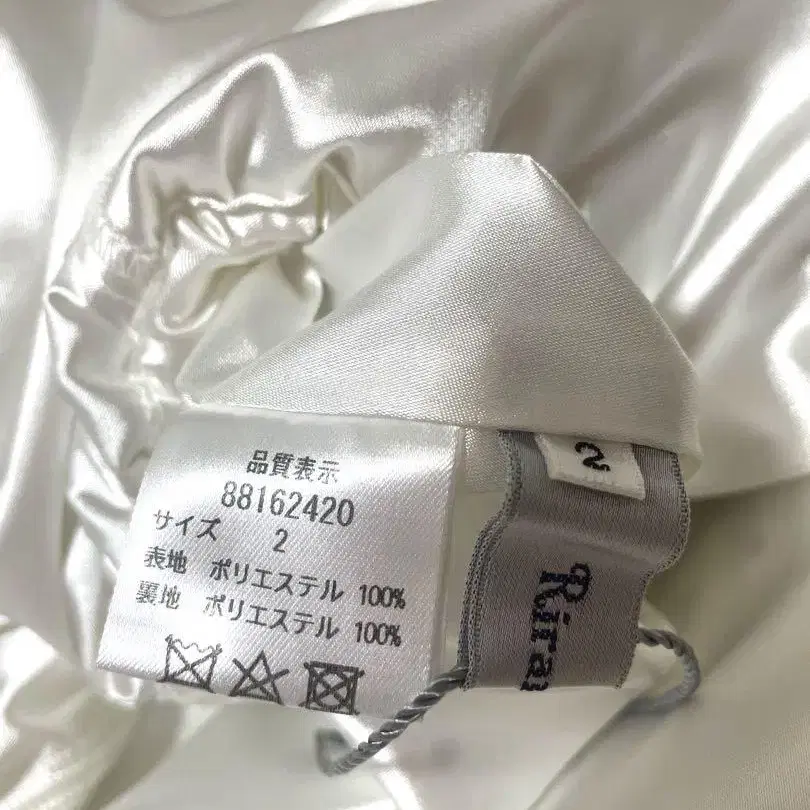 品質表示
88162420
サイズ 2
表地 ポリエステル 100%
裏地 ポリエステル 100%
2